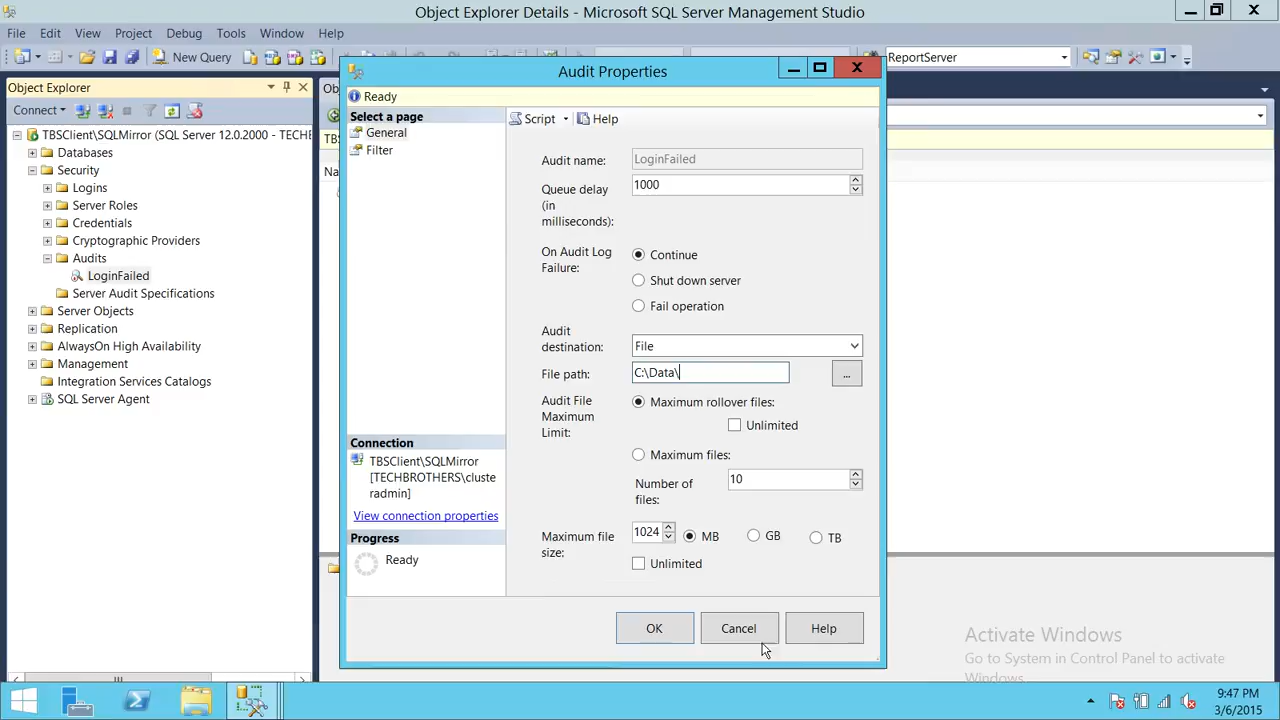 Object Explorer Details - Microsoft SQL Server Management Studio
File Edit View Project Debug Tools Window Help
New Query
ReportServer
Object Explorer
Connect
TBSClient\SQLMirror (SQL Server 12.0.2000 - TECH
Databases
Security
Logins
Server Roles
Credentials
Cryptographic Providers
Audits
LoginFailed
Server Audit Specifications
Server Objects
Replication
AlwaysOn High Availability
Management
Integration Services Catalogs
SQL Server Agent
Audit Properties
Ready
Select a page
General
Filter
Script Help
Audit name: LoginFailed
Queue delay 1000
(in
milliseconds):
On Audit Log
Failure:
Continue
Shut down server
Fail operation
Audit
destination: File
File path: C:\Data\ ...
Audit File
Maximum
Limit:
Maximum rollover files:
Unlimited
Maximum files:
Number of
files:
10
Maximum file
size:
1024 MB GB TB
Unlimited
Connection
TBSClient\SQLMirror
[TECHBROTHERS\cluste
radmin]
View connection properties
Progress
Ready
OK Cancel Help
Activate Windows
Go to System in Control Panel to activate
Windows.
9:47 PM
3/6/2015